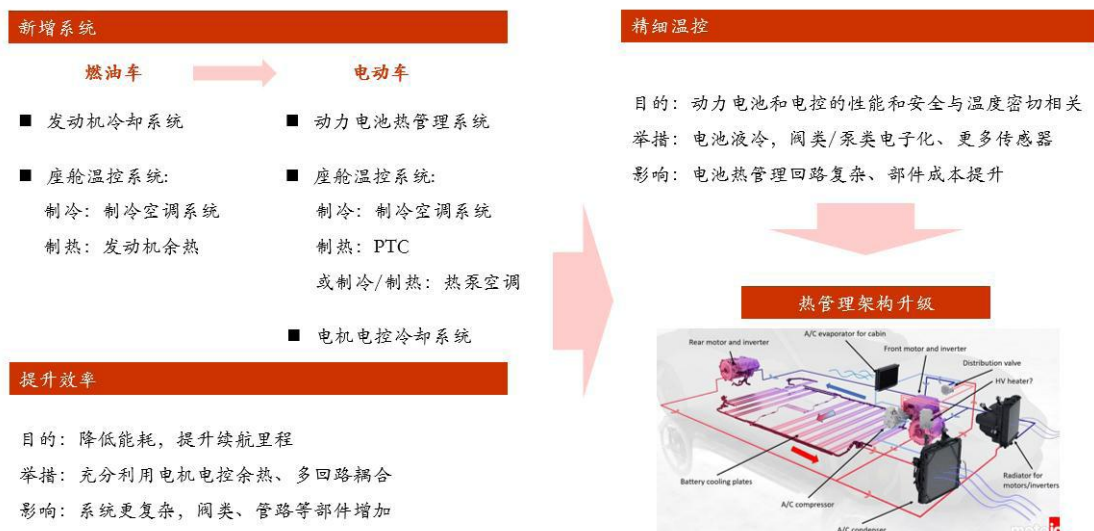 新增系统
燃油车
电动车
■ 发动机冷却系统
■ 座舱温控系统:
制冷: 制冷空调系统
制热: 发动机余热
■ 动力电池热管理系统
■ 座舱温控系统:
制冷: 制冷空调系统
制热: PTC
或制冷/制热: 热泵空调
■ 电机电控冷却系统
提升效率
目的: 降低能耗, 提升续航里程
举措: 充分利用电机电控余热、多回路耦合
影响: 系统更复杂, 阀类、管路等部件增加
精细温控
目的: 动力电池和电控的性能和安全与温度密切相关
举措: 电池液冷, 阀类/泵类电子化、更多传感器
影响: 电池热管理回路复杂、部件成本提升
热管理架构升级
A/C evaporator for cabin
Rear motor and inverter
Front motor and inverter
Distribution valve
HV heater?
Battery cooling plates
Radiator for
motors/inverters
A/C compressor
A/C condenser